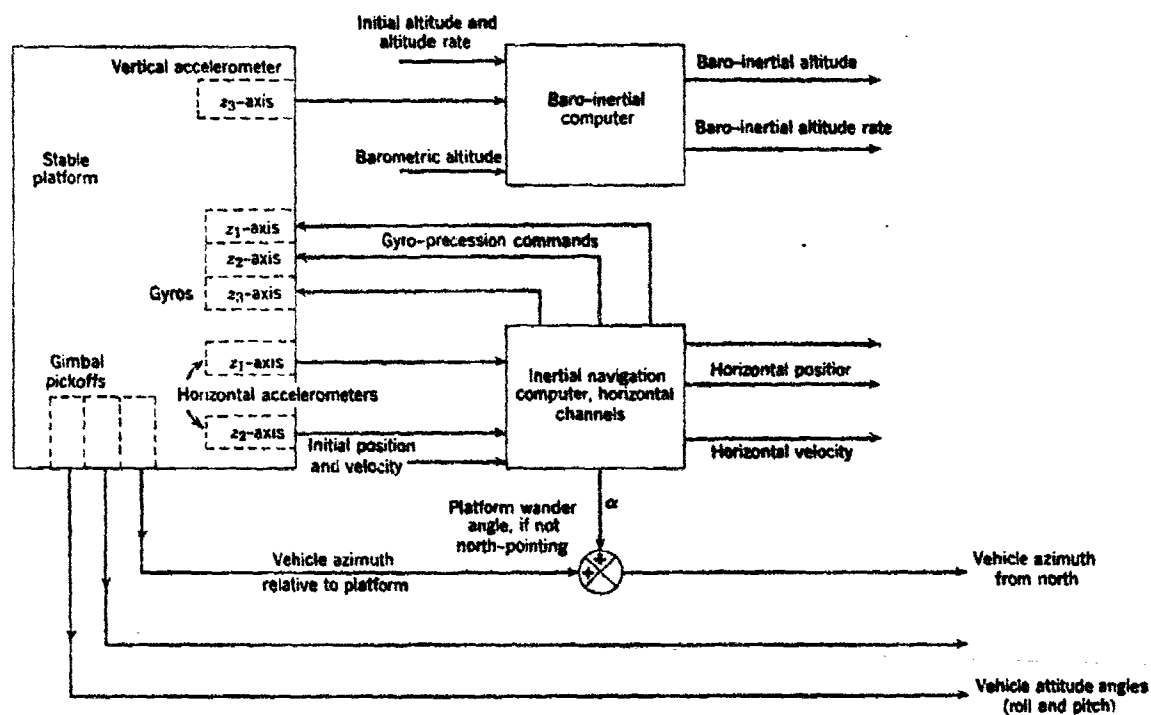 Initial altitude and
altitude rate
Vertical accelerometer
z3-axis
Baro-inertial
computer
Baro-inertial altitude
Baro-inertial altitude rate
Stable
platform
Barometric altitude
z1-axis
Gyro-precession commands
z2-axis
Gyros
z3-axis
Gimbal
pickoffs
z1-axis
Horizontal accelerometers
z2-axis
Initial position
and velocity
Inertial navigation
computer, horizontal
channels
Horizontal positior
Horizontal velocity
α
Platform wander
angle, if not
north-pointing
+
+
Vehicle azimuth
relative to platform
Vehicle azimuth
from north
Vehicle attitude angles
(roll and pitch)